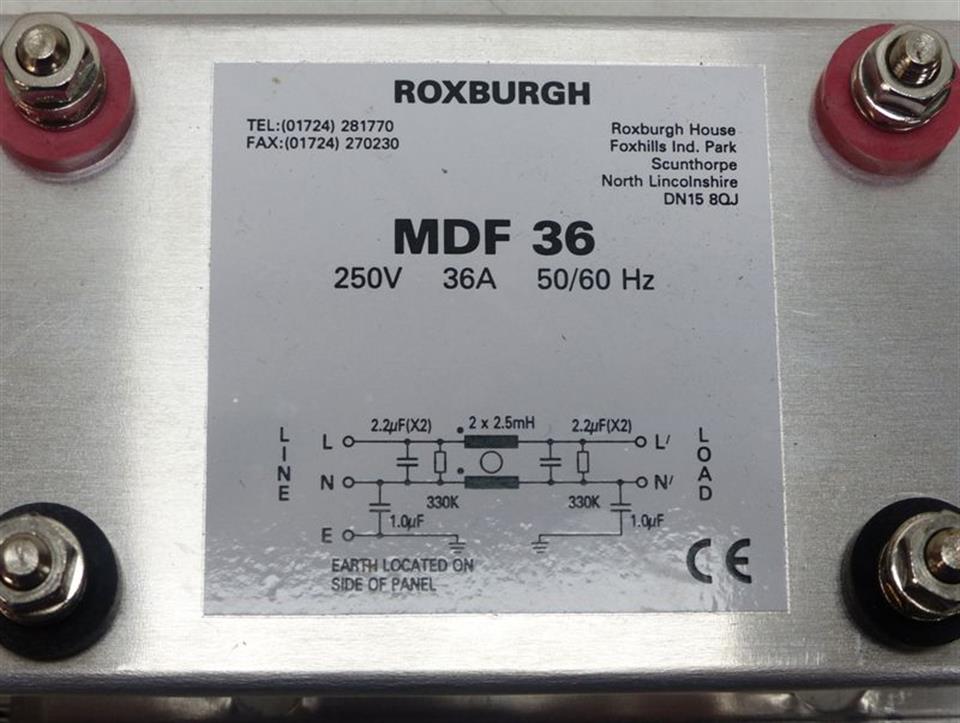 ROXBURGH
TEL:(01724) 281770
FAX:(01724) 270230
Roxburgh House
Foxhills Ind. Park
Scunthorpe
North Lincolnshire
DN15 8QJ
MDF 36
250V 36A 50/60 Hz
2.2µF(X2) 2 x 2.5mH 2.2µF(X2)
LINE
L L/
N N/
LOAD
330K 330K
1.0µF 1.0µF
E
EARTH LOCATED ON
SIDE OF PANEL
CE